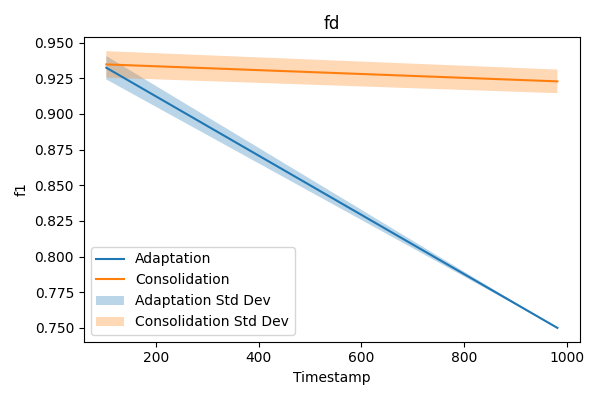 fd
0.950
0.925
0.900
0.875
0.850
0.825
0.800
0.775
0.750
f1
Adaptation
Consolidation
Adaptation Std Dev
Consolidation Std Dev
200 400 600 800 1000
Timestamp